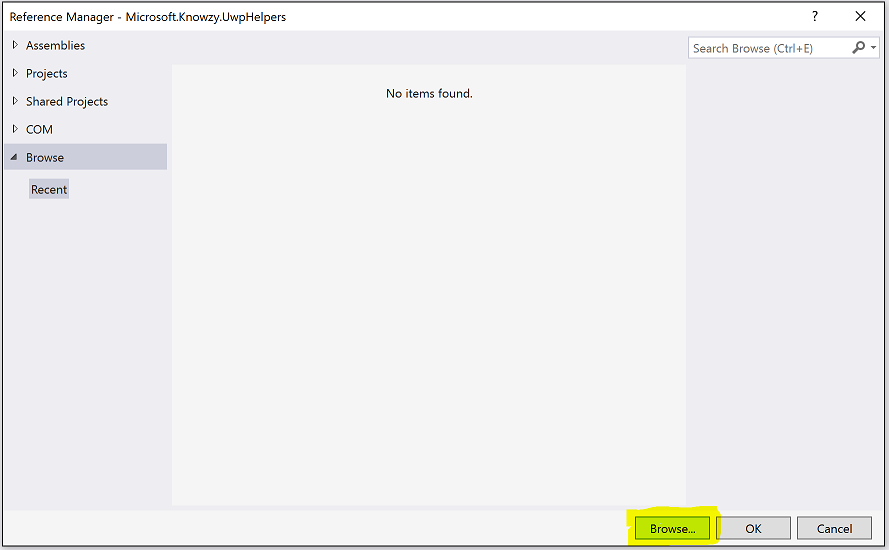 Reference Manager - Microsoft.Knowzy.UwpHelpers ?
Assemblies
Search Browse (Ctrl+E)
Projects
No items found.
Shared Projects
COM
Browse
Recent
Browse... OK Cancel